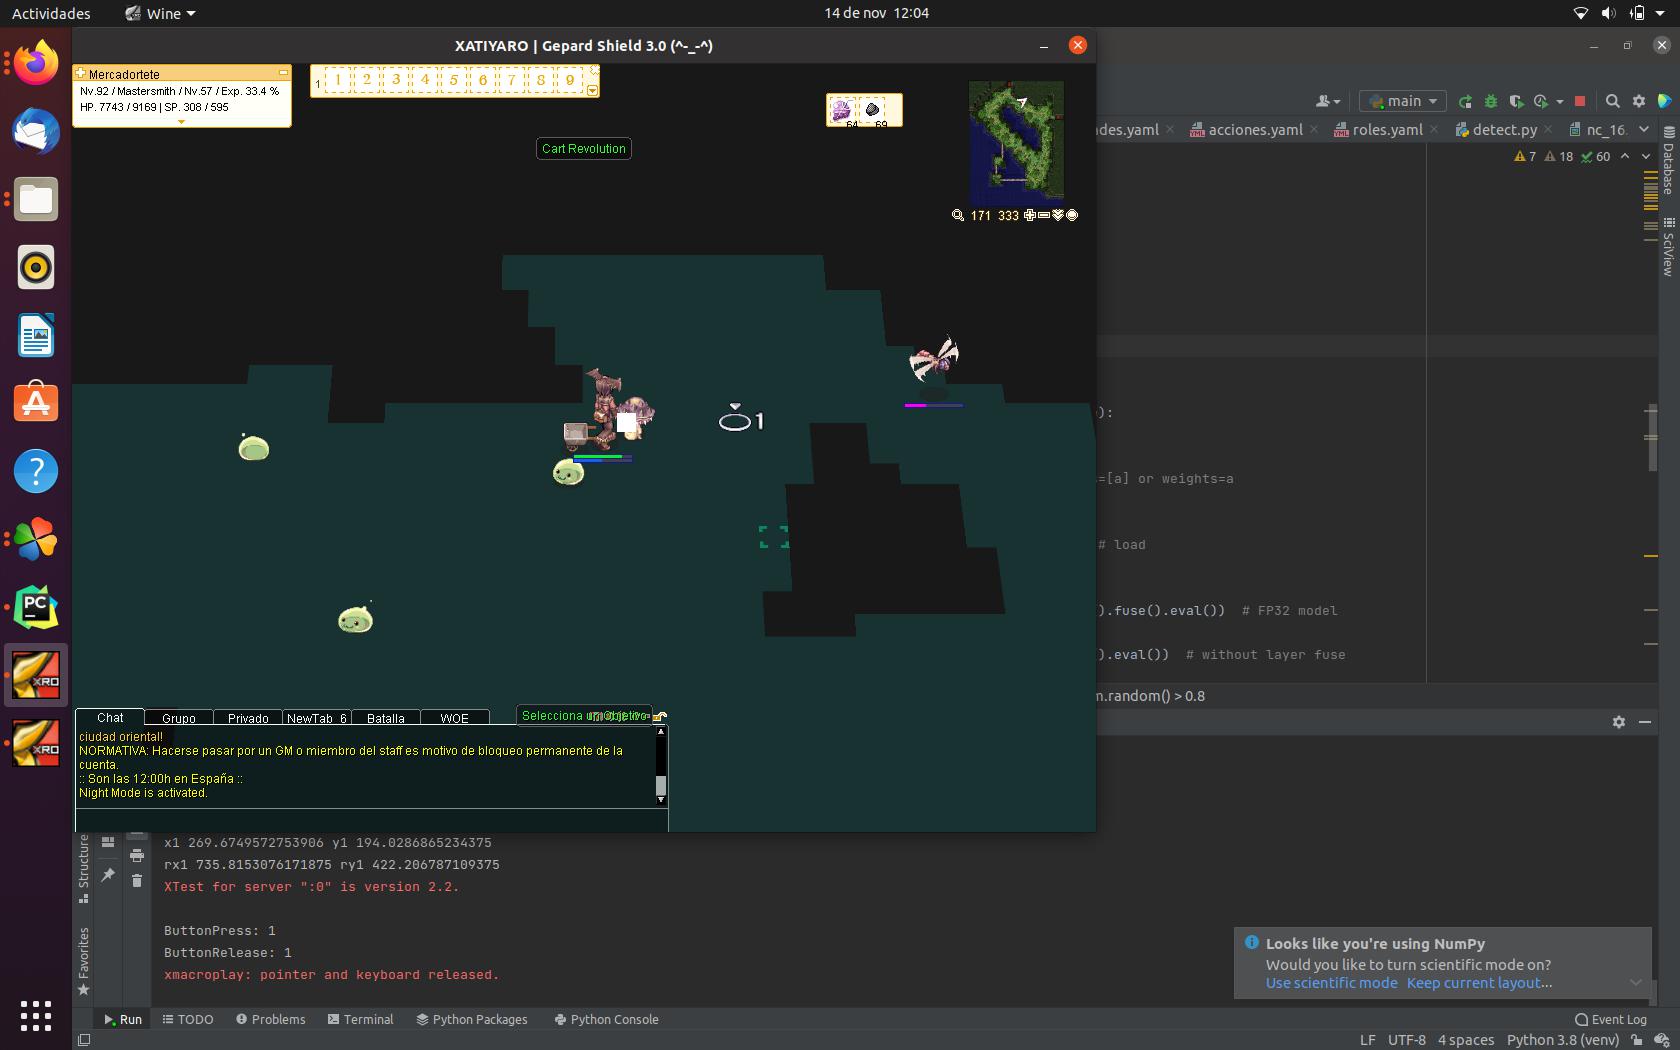 Actividades
Wine
14 de nov 12:04
XATIYARO | Gepard Shield 3.0 (^-_-^)
Mercadortete
Nv.92 / Mastersmith / Nv.57 / Exp. 33.4 %
HP. 7743 / 9169 | SP. 308 / 595
1
1 2 3 4 5 6 7 8 9
64 69
Cart Revolution
171 333
main
acciones.yaml
roles.yaml
detect.py
7 18 60
Database
SciView
1
):
=[a] or weights=a
# load
).fuse().eval()) # FP32 model
).eval()) # without layer fuse
m.random() > 0.8
Chat
Grupo
Privado
NewTab 6
Batalla
WOE
ciudad oriental!
NORMATIVA: Hacerse pasar por un GM o miembro del staff es motivo de bloqueo permanente de la
cuenta.
:: Son las 12:00h en España ::
Night Mode is activated.
x1 269.6749572753906 y1 194.0286865234375
rx1 735.8153076171875 ry1 422.206787109375
XTest for server ":0" is version 2.2.
ButtonPress: 1
ButtonRelease: 1
xmacroplay: pointer and keyboard released.
Structure
Favorites
Looks like you're using NumPy
Would you like to turn scientific mode on?
Use scientific mode Keep current layout...
Run
TODO
Problems
Terminal
Python Packages
Python Console
Event Log
LF UTF-8 4 spaces Python 3.8 (venv)
PC
XRO
XRO